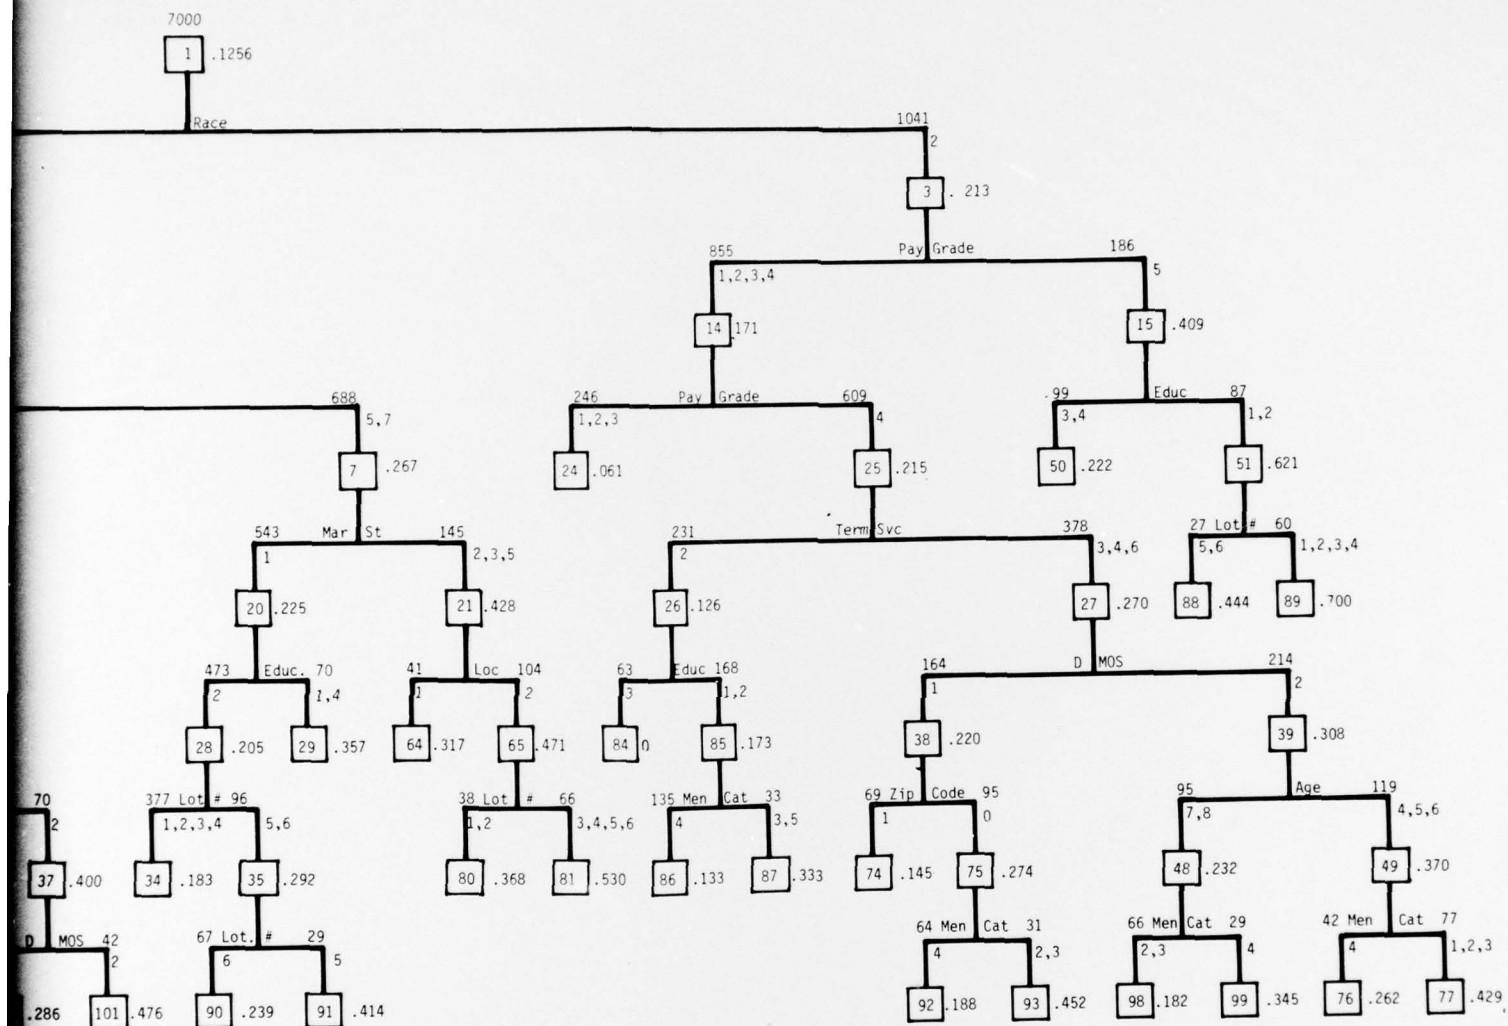 7000
1 .1256
Race 1041
2
3 . 213
855 Pay Grade 186
1,2,3,4 5
14 .171 15 .409
688 246 Pay Grade 609 99 Educ 87
5,7 1,2,3 4 3,4 1,2
7 .267 24 .061 25 .215 50 .222 51 .621
543 Mar St 145 231 Term Svc 378 27 Lot # 60
1 2,3,5 2 3,4,6 5,6 1,2,3,4
20 .225 21 .428 26 .126 27 .270 88 .444 89 .700
473 Educ. 70 41 Loc 104 63 Educ 168 164 D MOS 214
2 1,4 1 2 3 1,2 1 2
28 .205 29 .357 64 .317 65 .471 84 0 85 .173 38 .220 39 .308
70 377 Lot # 96 38 Lot # 66 135 Men Cat 33 69 Zip Code 95 95 Age 119
2 1,2,3,4 5,6 1,2 3,4,5,6 4 3,5 1 0 7,8 4,5,6
37 .400 34 .183 35 .292 80 .368 81 .530 86 .133 87 .333 74 .145 75 .274 48 .232 49 .370
D MOS 42 67 Lot. # 29 64 Men Cat 31 66 Men Cat 29 42 Men Cat 77
2 6 5 4 2,3 2,3 4 4 1,2,3
.286 101 .476 90 .239 91 .414 92 .188 93 .452 98 .182 99 .345 76 .262 77 .429